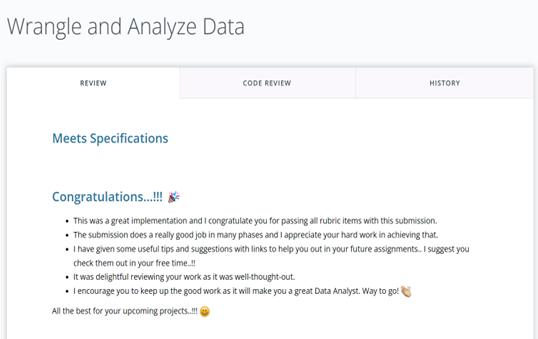 Wrangle and Analyze Data
REVIEW
CODE REVIEW
HISTORY
Meets Specifications
Congratulations...!!! 🎉
• This was a great implementation and I congratulate you for passing all rubric items with this submission.
• The submission does a really good job in many phases and I appreciate your hard work in achieving that.
• I have given some useful tips and suggestions with links to help you out in your future assignments.. I suggest you
check them out in your free time..!!
• It was delightful reviewing your work as it was well-thought-out.
• I encourage you to keep up the good work as it will make you a great Data Analyst. Way to go! 👏
All the best for your upcoming projects..!!! 😀